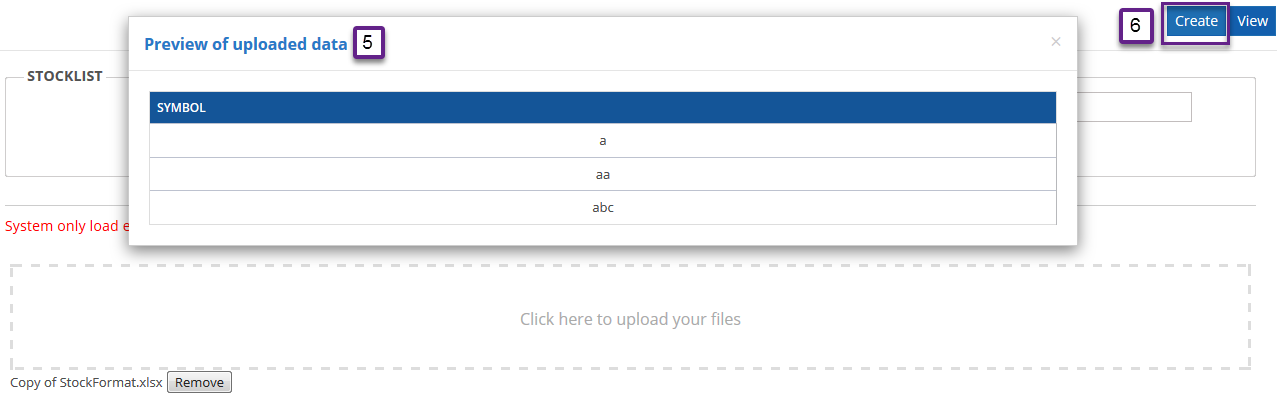 Preview of uploaded data 5
×
6 Create View
STOCKLIST
SYMBOL
a
aa
abc
System only load e
Click here to upload your files
Copy of StockFormat.xlsx Remove